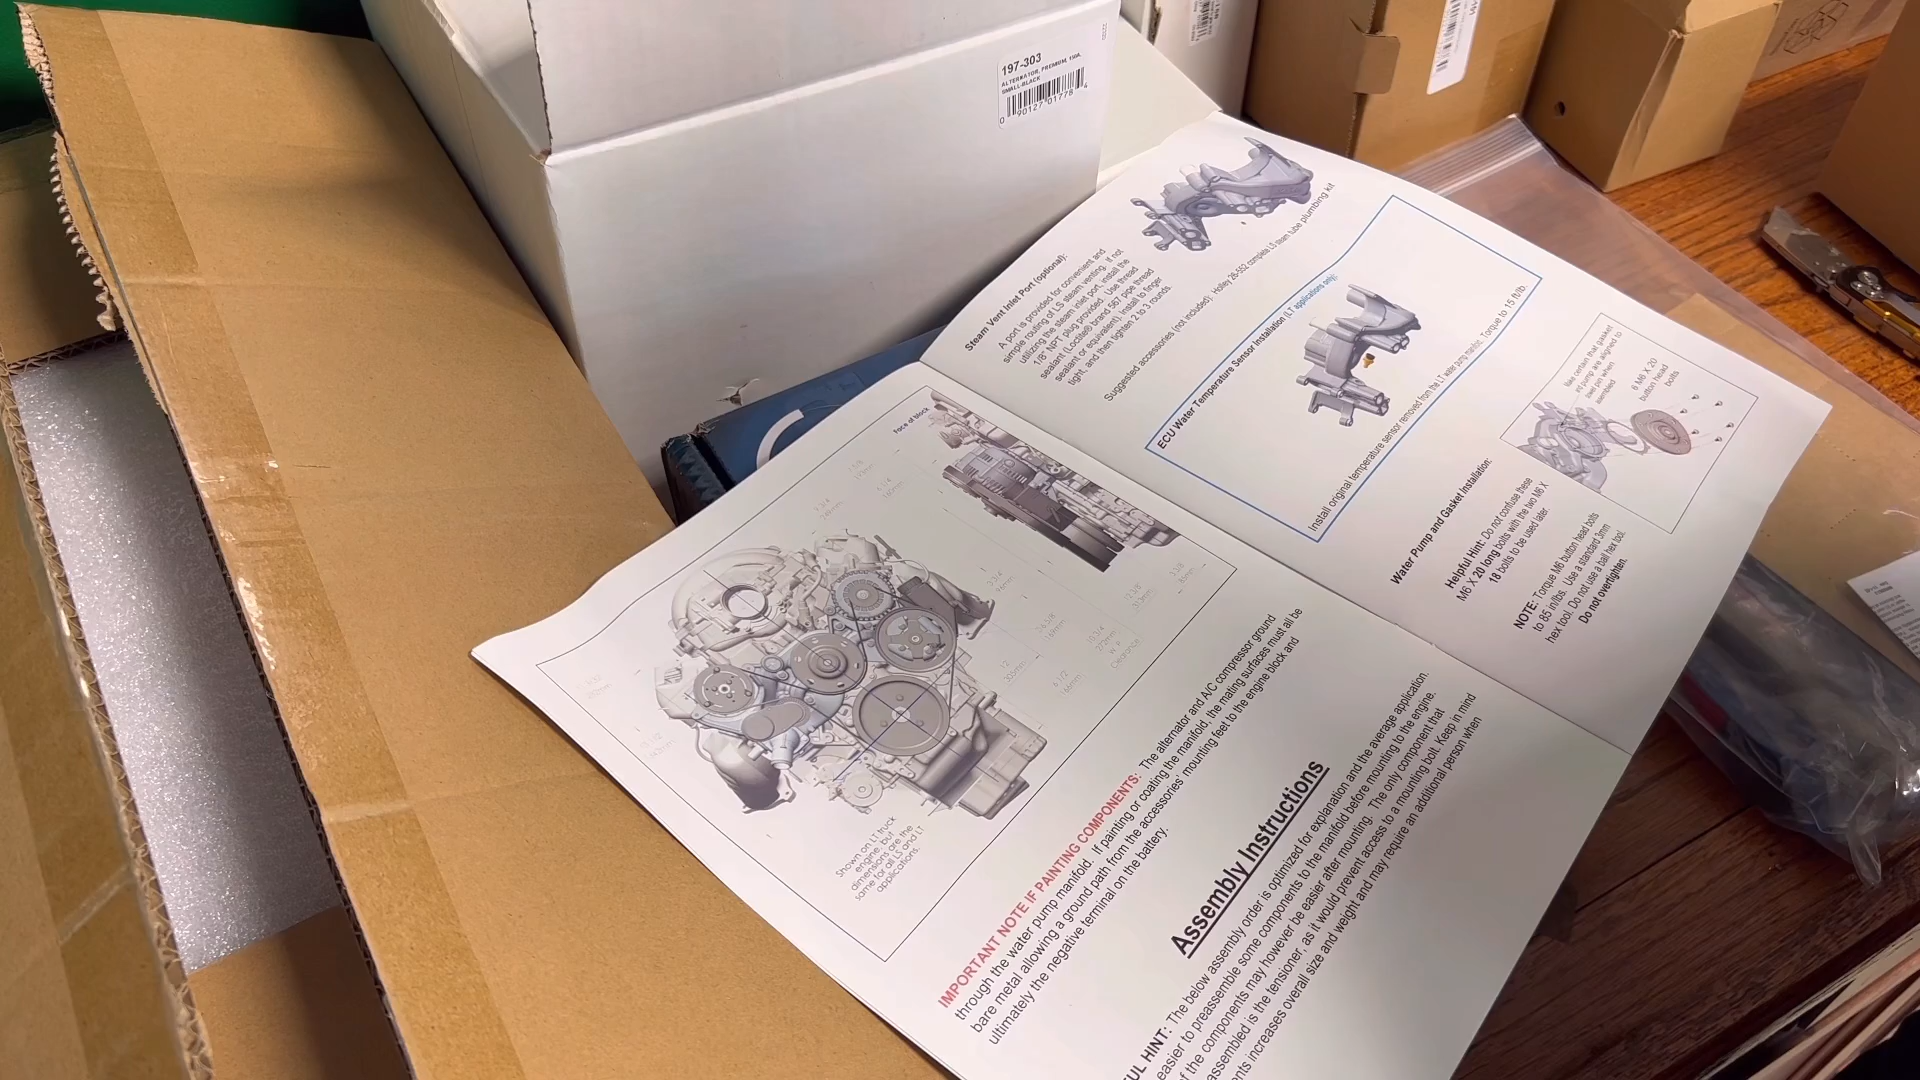 197-303
ALTERNATOR, PREMIUM, 150A,
SMALL-BLACK
0 90127 01778 4
Face of block
Shown on LT truck
engine, but
dimensions are the
same for all LS and LT
applications.
IMPORTANT NOTE IF PAINTING COMPONENTS: The alternator and A/C compressor ground
through the water pump manifold. If painting or coating the manifold, the mating surfaces must all be
bare metal allowing a ground path from the accessories' mounting feet to the engine block and
ultimately the negative terminal on the battery.
Assembly Instructions
UL HINT: The below assembly order is optimized for explanation and the average application.
easier to preassemble some components to the manifold before mounting to the engine.
f the components may however be easier after mounting. The only component that
assembled is the tensioner, as it would prevent access to a mounting bolt. Keep in mind
nts increases overall size and weight and may require an additional person when
Steam Vent Inlet Port (optional):
A port is provided for convenient and
simple routing of LS steam venting. If not
utilizing the steam inlet port, install the
1/8" NPT plug provided. Use thread
sealant (Loctite® brand 567 pipe thread
sealant or equivalent), install to finger
tight, and then tighten 2 to 3 rounds.
Suggested accessories (not included): Holley 26-552 complete LS steam tube plumbing kit
ECU Water Temperature Sensor Installation (LT applications only):
Install original temperature sensor removed from the LT water pump manifold. Torque to 15 ft/lb.
Water Pump and Gasket Installation:
Helpful Hint: Do not confuse these
M6 X 20 long bolts with the two M6 X
18 bolts to be used later
NOTE: Torque M6 button head bolts
to 85 in/lbs. Use a standard 3mm
hex tool. Do not use a ball hex tool.
Do not overtighten.
6 M6 X 20
button head
bolts